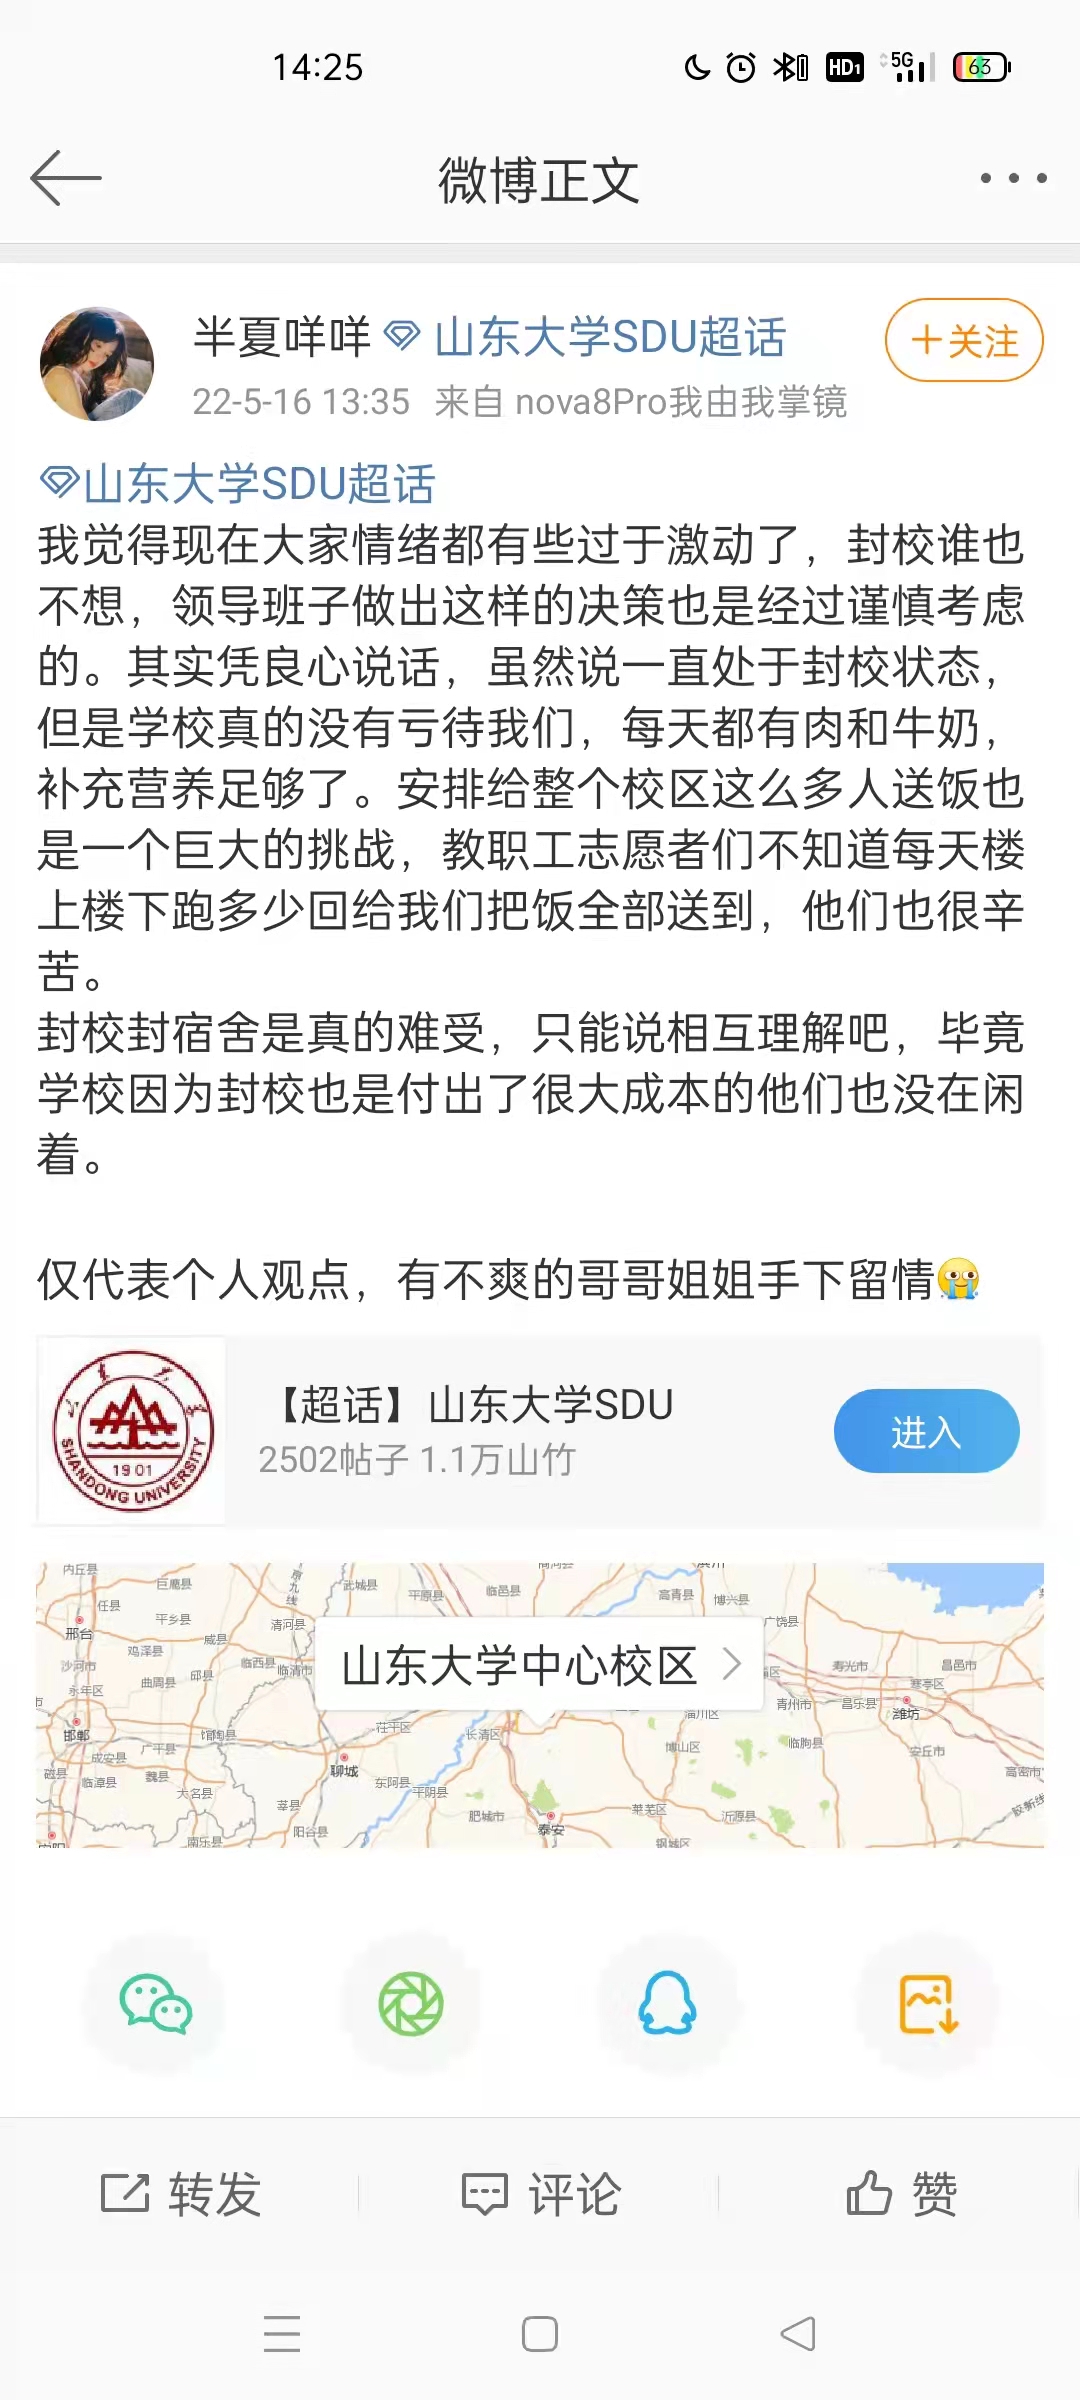 14:25
HD1 5G 63
微博正文
半夏咩咩 山东大学SDU超话
+关注
22-5-16 13:35 来自 nova8Pro我由我掌镜
山东大学SDU超话
我觉得现在大家情绪都有些过于激动了，封校谁也
不想，领导班子做出这样的决策也是经过谨慎考虑
的。其实凭良心说话，虽然说一直处于封校状态，
但是学校真的没有亏待我们，每天都有肉和牛奶，
补充营养足够了。安排给整个校区这么多人送饭也
是一个巨大的挑战，教职工志愿者们不知道每天楼
上楼下跑多少回给我们把饭全部送到，他们也很辛
苦。
封校封宿舍是真的难受，只能说相互理解吧，毕竟
学校因为封校也是付出了很大成本的他们也没在闲
着。
仅代表个人观点，有不爽的哥哥姐姐手下留情
1901
SHANDONG UNIVERSITY
【超话】山东大学SDU
2502帖子 1.1万山竹
进入
内丘县
巨鹿县
京九线
武城县
平原县
临邑县
高青县
博兴县
任县
平乡县
清河县
广饶县
邢台
威县
鸡泽县
沙河市
曲周县
邱县
临西县
临清市
山东大学中心校区
寿光市
昌邑市
寒亭区
永年区
青州市
昌乐县
潍坊
邯郸
广平县
馆陶县
茌平区
长清区
淄川区
临朐县
成安县
博山区
安丘市
磁县
临漳县
魏县
聊城
东阿县
平阴县
高密市
大名县
莘县
肥城市
莱芜区
沂源县
胶新线
阳谷县
泰安
南乐县
钢城区
转发
评论
赞